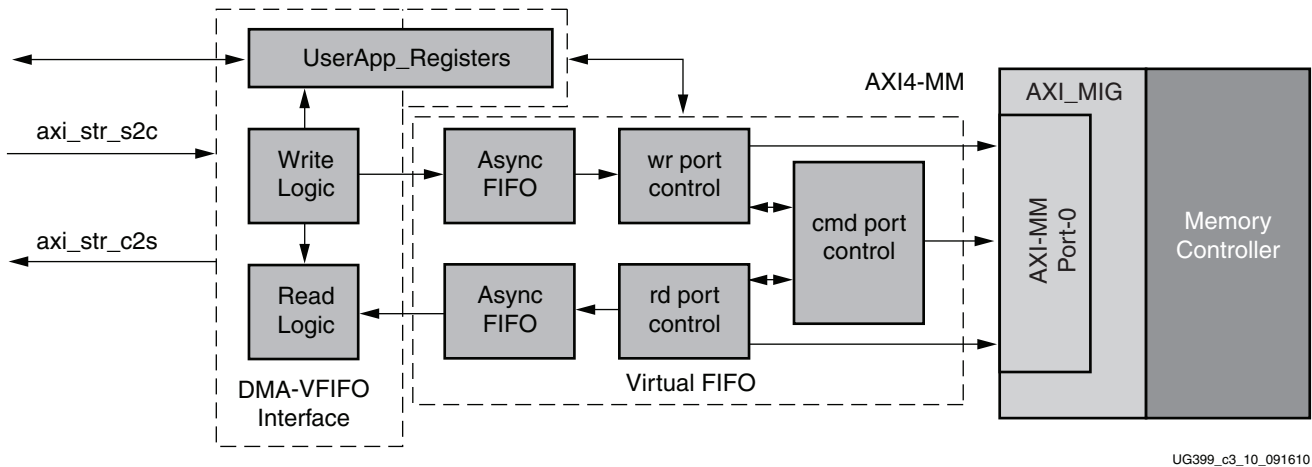 UserApp_Registers
AXI4-MM
AXI_MIG
axi_str_s2c
Write
Logic
Async
FIFO
wr port
control
cmd port
control
AXI-MM
Port-0
Memory
Controller
axi_str_c2s
Read
Logic
Async
FIFO
rd port
control
DMA-VFIFO
Interface
Virtual FIFO
UG399_c3_10_091610